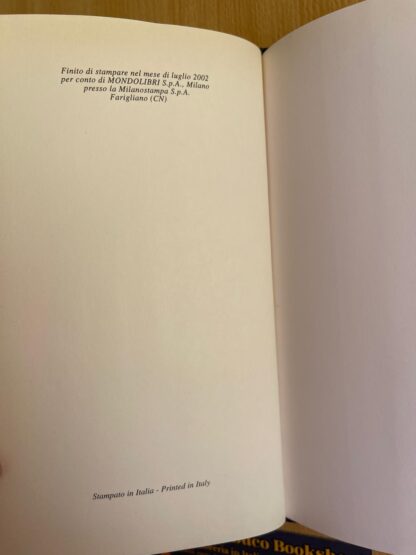 Finito di stampare nel mese di luglio 2002
per conto di MONDOLIBRI S.p.A., Milano
presso la Milanostampa S.p.A.
Farigliano (CN)
Stampato in Italia - Printed in Italy